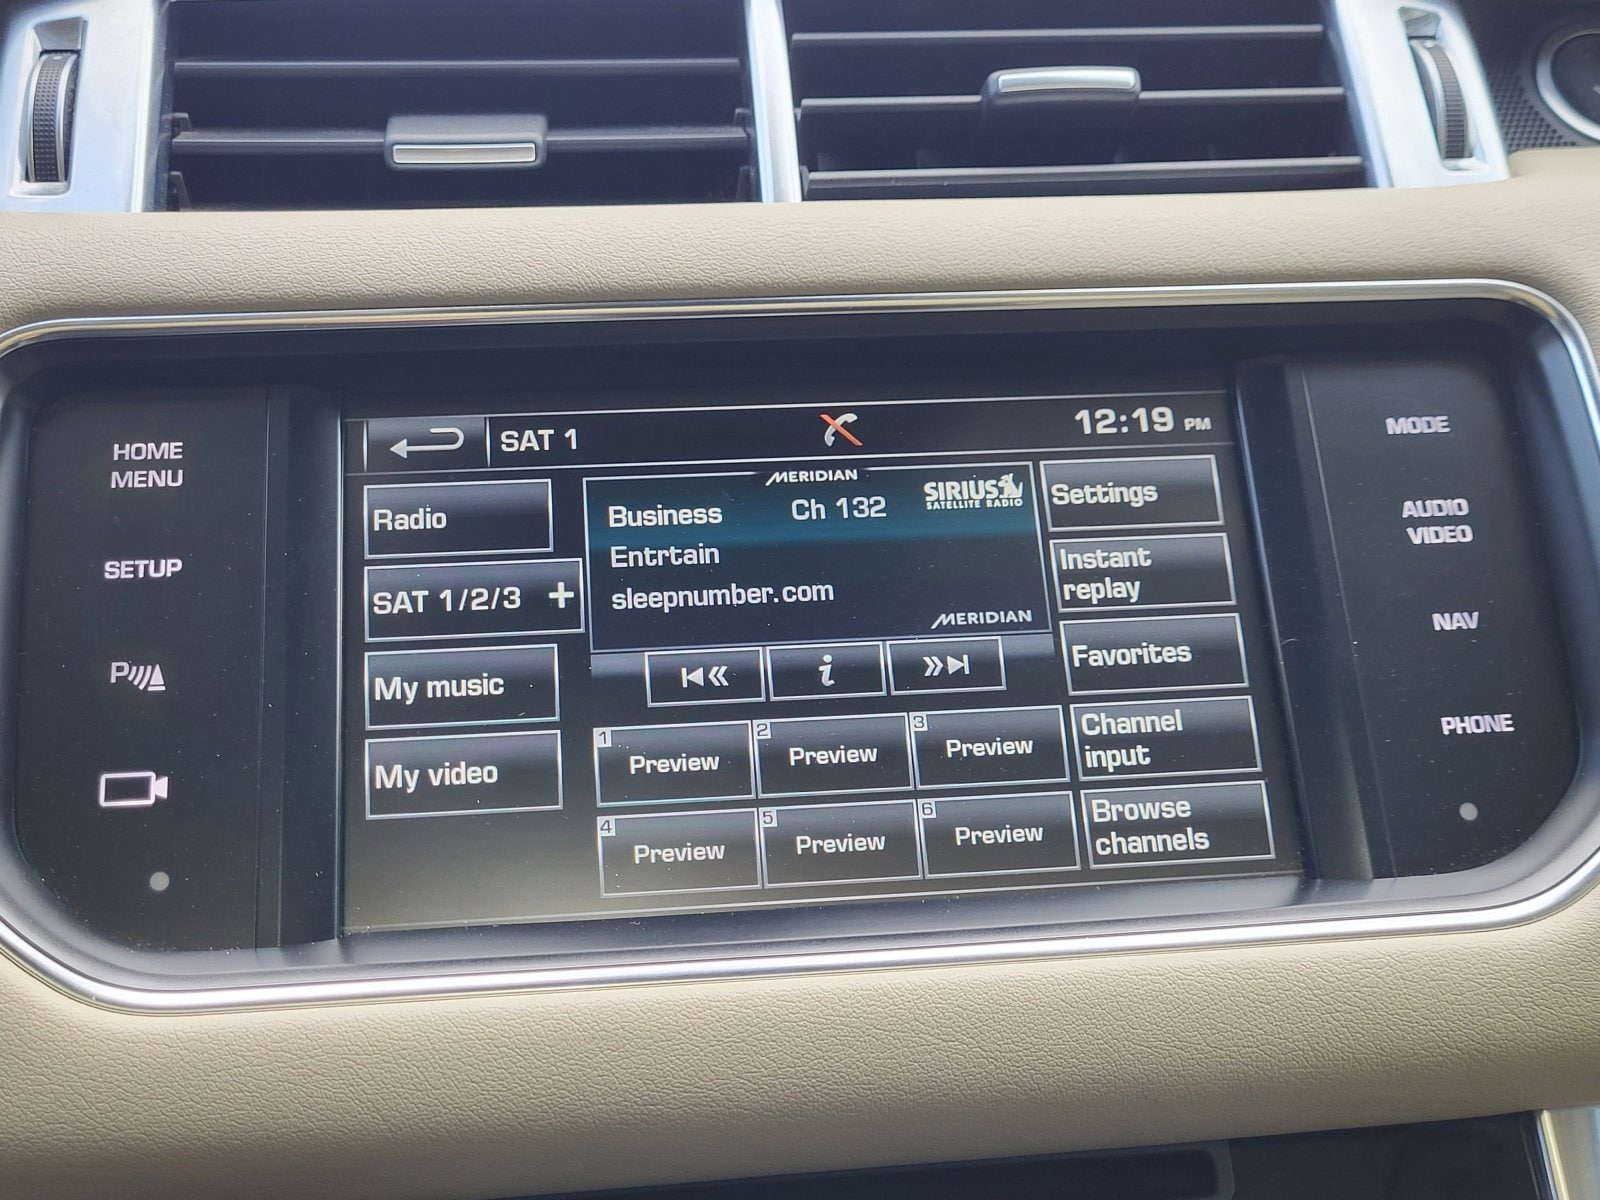 HOME
MENU
SETUP
P
SAT 1
12:19 PM
Radio
SAT 1/2/3 +
My music
My video
MERIDIAN
Business Ch 132
SIRIUS
SATELLITE RADIO
Entrtain
sleepnumber.com
MERIDIAN
i
1 Preview
2 Preview
3 Preview
4 Preview
5 Preview
6 Preview
Settings
Instant
replay
Favorites
Channel
input
Browse
channels
MODE
AUDIO
VIDEO
NAV
PHONE